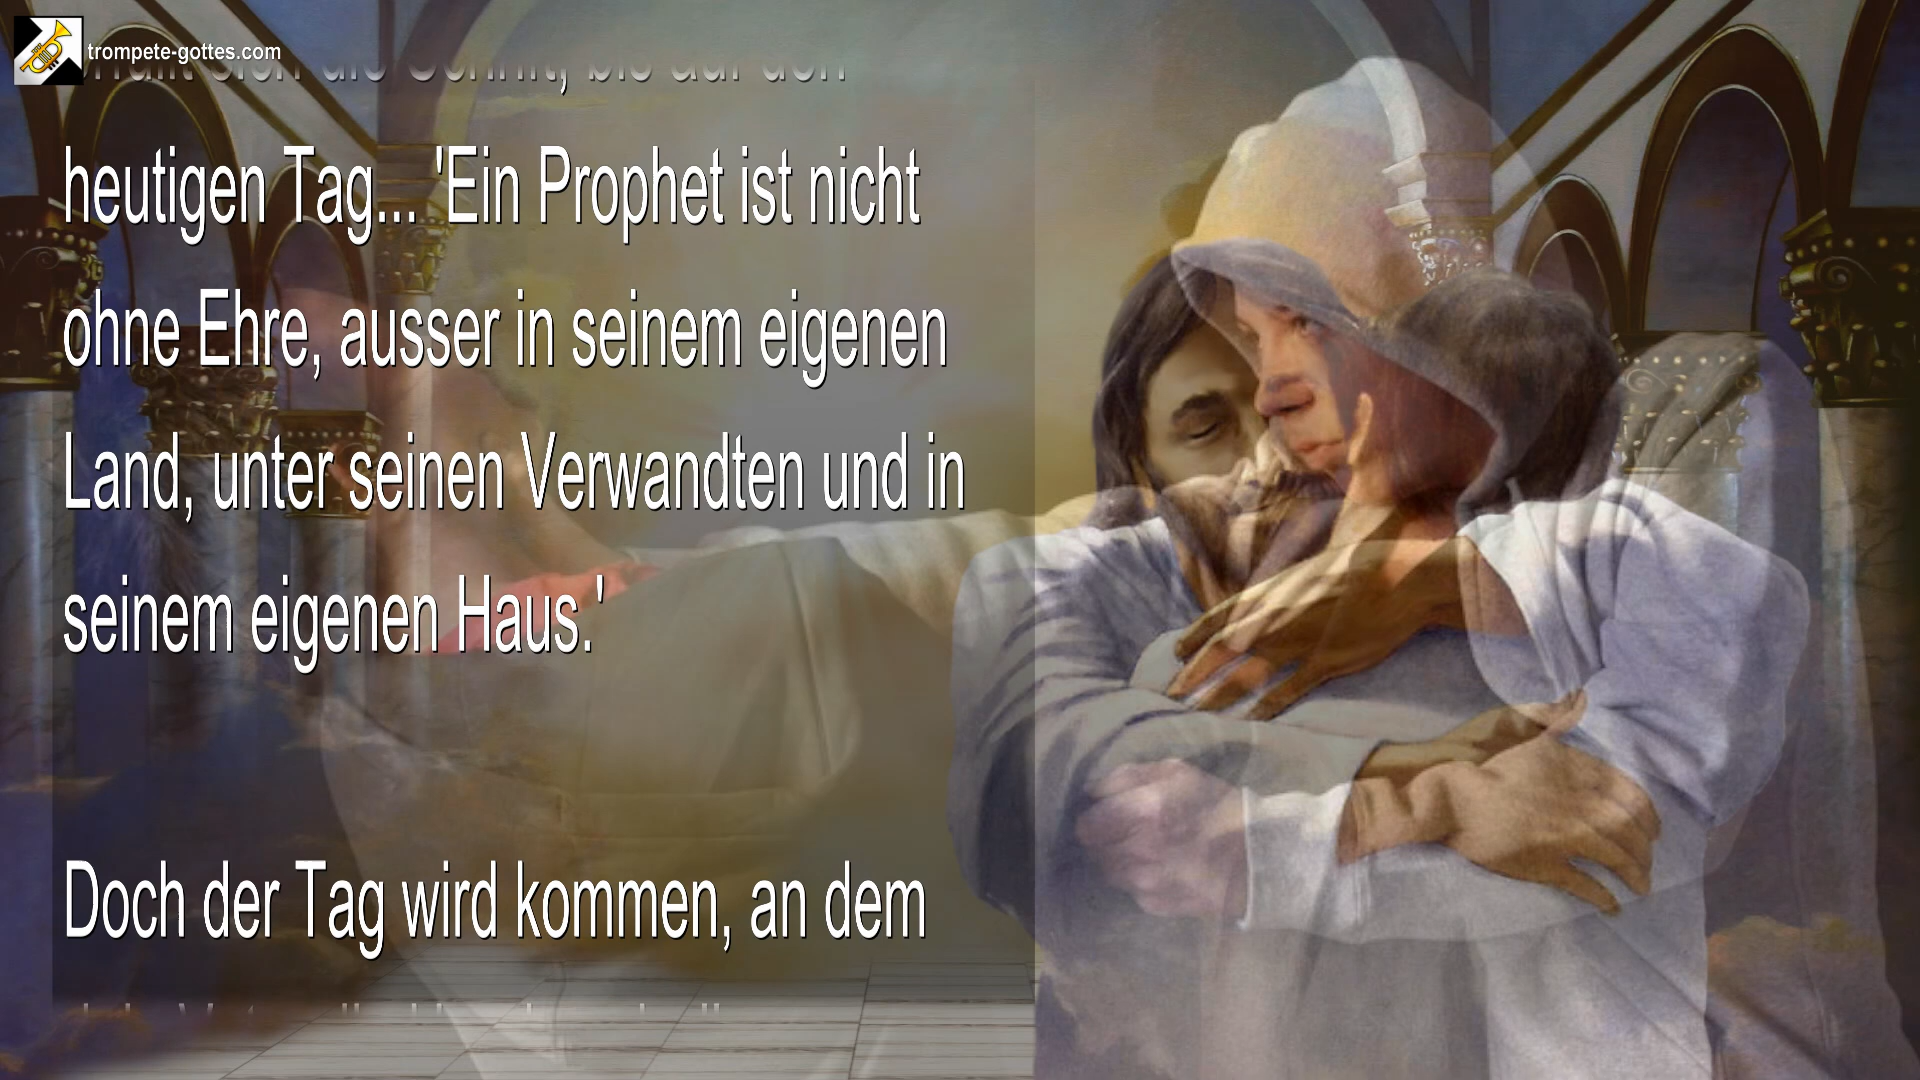 trompete-gottes.com
heutigen Tag... 'Ein Prophet ist nicht
ohne Ehre, ausser in seinem eigenen
Land, unter seinen Verwandten und in
seinem eigenen Haus.'
Doch der Tag wird kommen, an dem